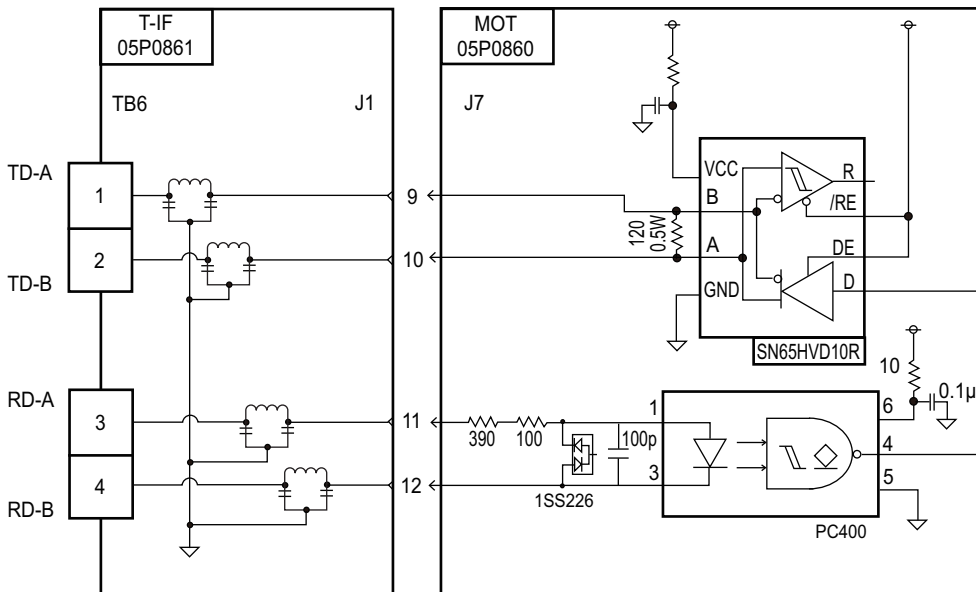 T-IF
05P0861
MOT
05P0860
TB6
J1
J7
TD-A
1
2
TD-B
RD-A
3
4
RD-B
9
10
11
12
120
0.5W
VCC
B
A
GND
R
/RE
DE
D
SN65HVD10R
390
100
1SS226
100p
1
3
10
0.1µ
6
4
5
PC400